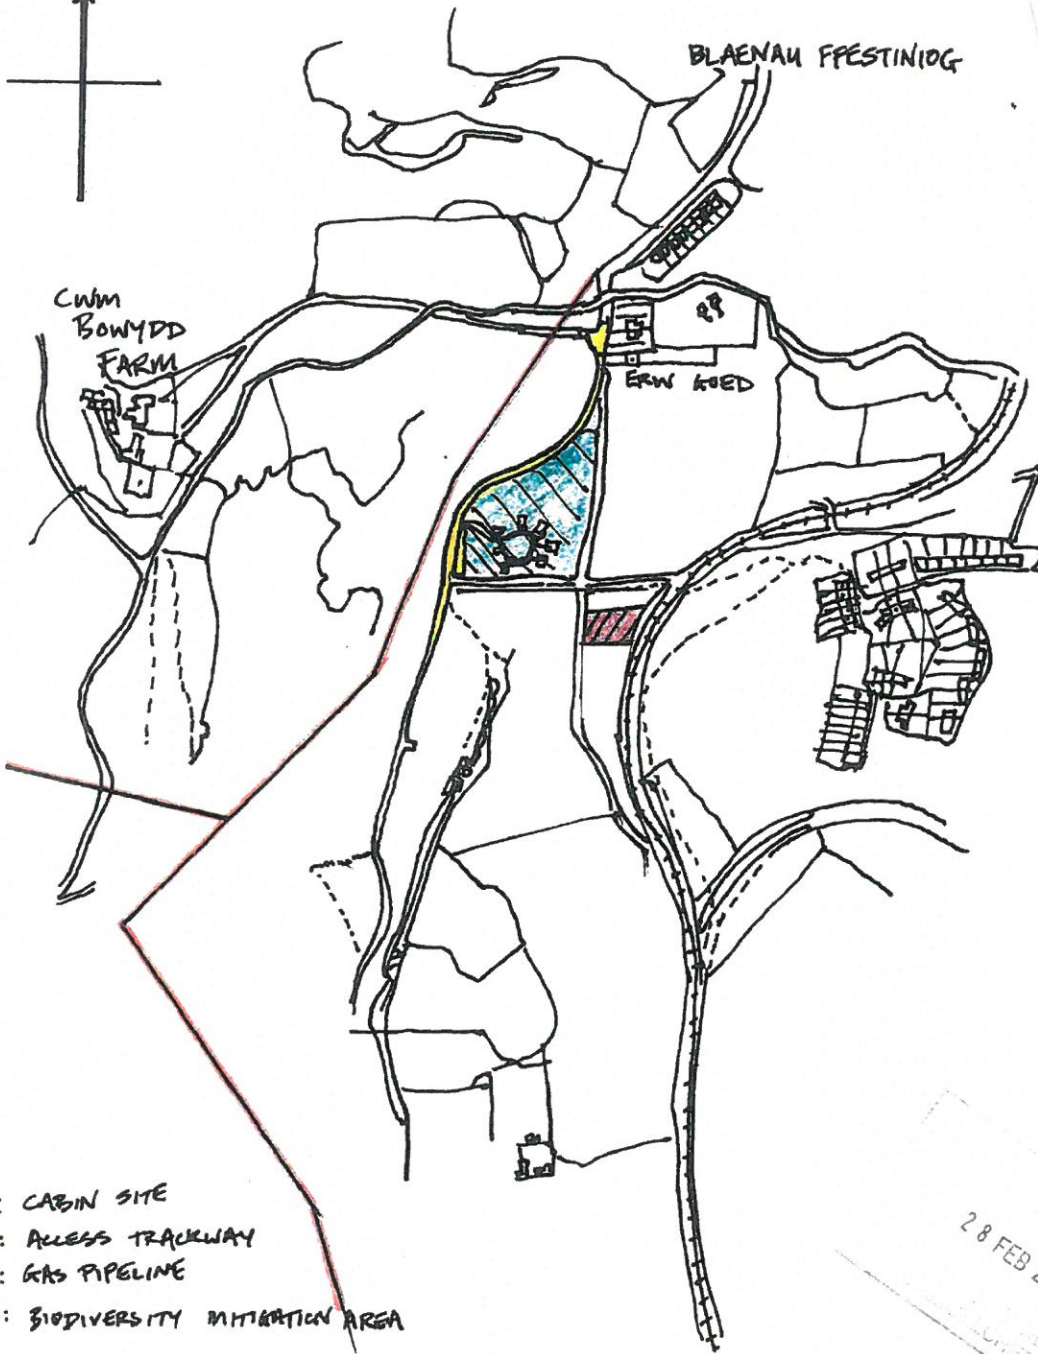 BLAENAU FFESTINIOG
CWM
BOWYDD
FARM
ERW GOED
: CABIN SITE
: ACCESS TRACKWAY
: GAS PIPELINE
: BIODIVERSITY MITIGATION AREA
28 FEB